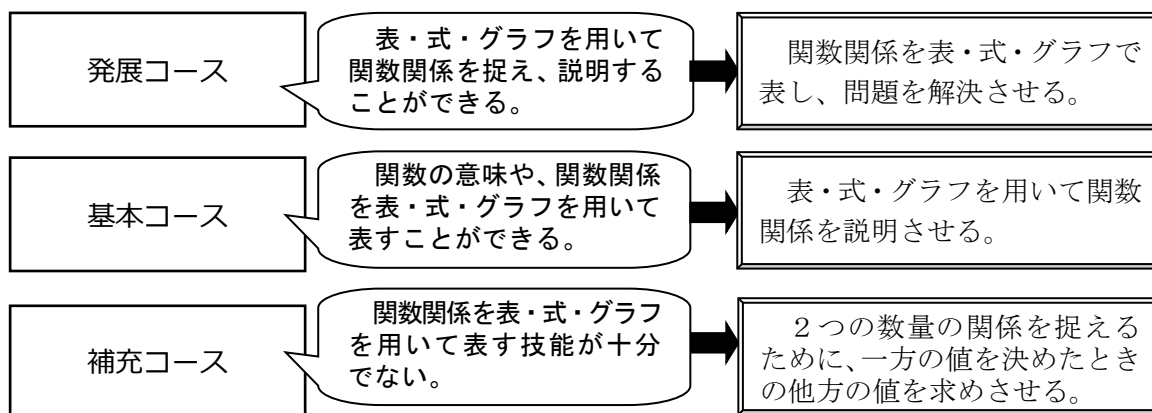 発展コース
表・式・グラフを用いて
関数関係を捉え、説明する
ことができる。
関数関係を表・式・グラフで
表し、問題を解決させる。
基本コース
関数の意味や、関数関係
を表・式・グラフを用いて
表すことができる。
表・式・グラフを用いて関数
関係を説明させる。
補充コース
関数関係を表・式・グラフ
を用いて表す技能が十分
でない。
２つの数量の関係を捉える
ために、一方の値を決めたとき
の他方の値を求めさせる。